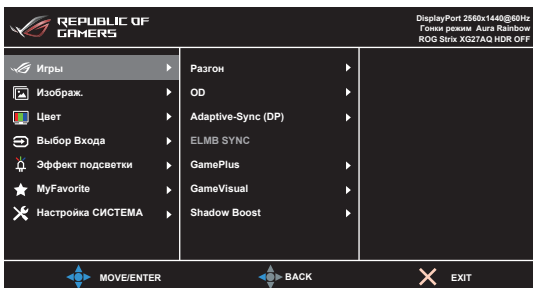 REPUBLIC OF
GAMERS
DisplayPort 2560x1440@60Hz
Гонки режим Aura Rainbow
ROG Strix XG27AQ HDR OFF
Игры
Изображ.
Цвет
Выбор Входа
Эффект подсветки
MyFavorite
Настройка СИСТЕМА
Разгон
OD
Adaptive-Sync (DP)
ELMB SYNC
GamePlus
GameVisual
Shadow Boost
MOVE/ENTER
BACK
EXIT